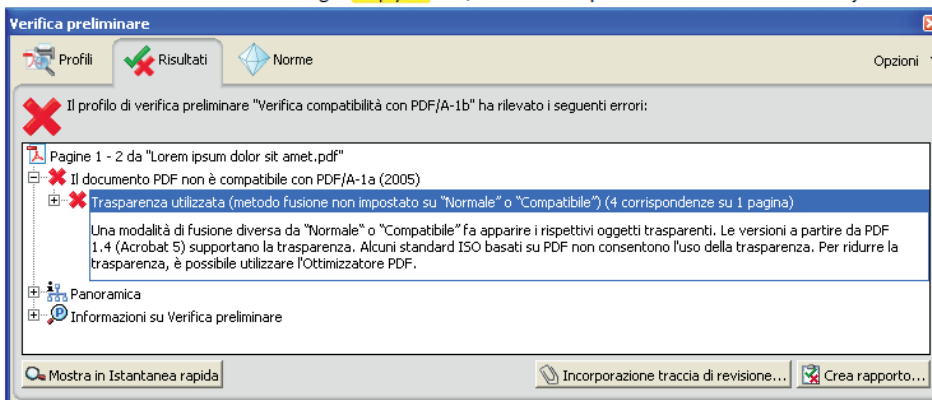 Verifica preliminare
Profili
Risultati
Norme
Opzioni
Il profilo di verifica preliminare "Verifica compatibilità con PDF/A-1b" ha rilevato i seguenti errori:
Pagine 1 - 2 da "Lorem ipsum dolor sit amet.pdf"
Il documento PDF non è compatibile con PDF/A-1a (2005)
Trasparenza utilizzata (metodo fusione non impostato su "Normale" o "Compatibile") (4 corrispondenze su 1 pagina)
Una modalità di fusione diversa da "Normale" o "Compatibile" fa apparire i rispettivi oggetti trasparenti. Le versioni a partire da PDF
1.4 (Acrobat 5) supportano la trasparenza. Alcuni standard ISO basati su PDF non consentono l'uso della trasparenza. Per ridurre la
trasparenza, è possibile utilizzare l'Ottimizzatore PDF.
Panoramica
Informazioni su Verifica preliminare
Mostra in Istantanea rapida
Incorporazione traccia di revisione...
Crea rapporto...